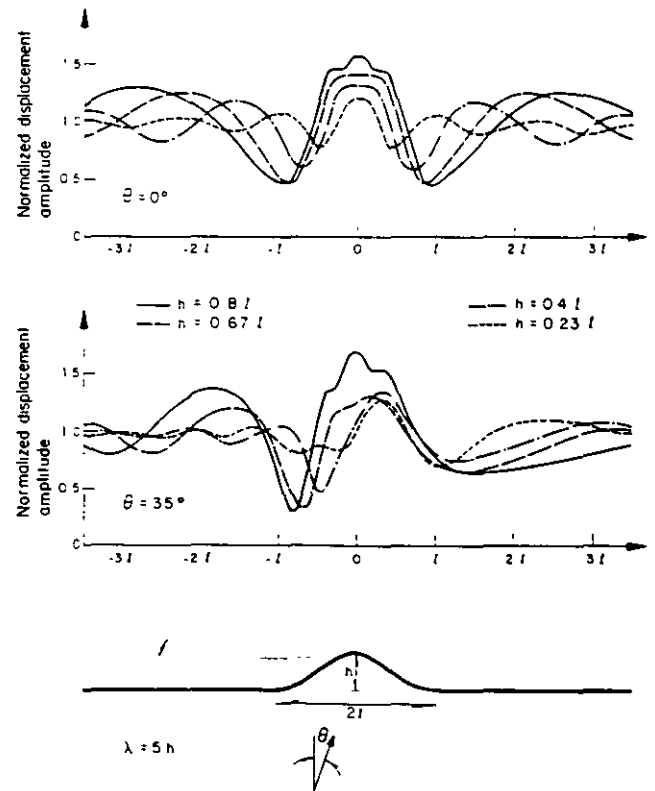 Normalized displacement
amplitude
1.5
1.0
0.5
0
θ = 0°
-3l -2l -l 0 l 2l 3l
h = 0.8 l
h = 0.67 l
h = 0.4 l
h = 0.23 l
Normalized displacement
amplitude
1.5
1.0
0.5
0
θ = 35°
-3l -2l -l 0 l 2l 3l
h
2l
λ = 5h
θ